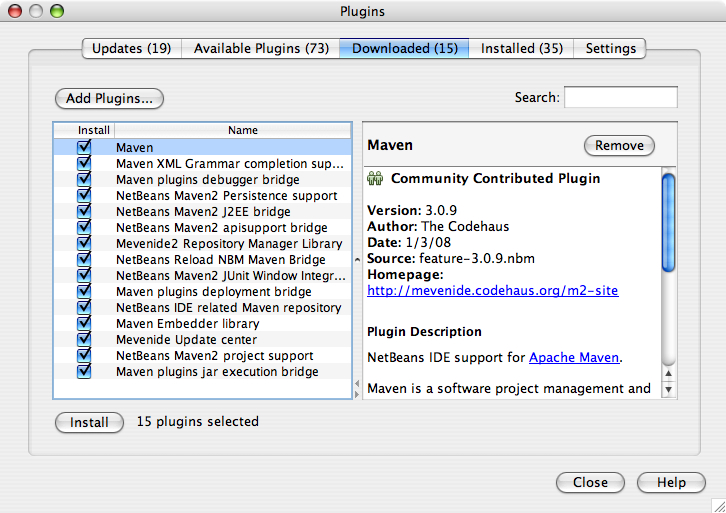 Plugins
Updates (19)
Available Plugins (73)
Downloaded (15)
Installed (35)
Settings
Add Plugins...
Search:
Install
Name
Maven
Maven XML Grammar completion sup...
Maven plugins debugger bridge
NetBeans Maven2 Persistence support
NetBeans Maven2 J2EE bridge
NetBeans Maven2 apisupport bridge
Mevenide2 Repository Manager Library
NetBeans Reload NBM Maven Bridge
NetBeans Maven2 JUnit Window Integr...
Maven plugins deployment bridge
NetBeans IDE related Maven repository
Maven Embedder library
Mevenide Update center
NetBeans Maven2 project support
Maven plugins jar execution bridge
Maven
Remove
Community Contributed Plugin
Version: 3.0.9
Author: The Codehaus
Date: 1/3/08
Source: feature-3.0.9.nbm
Homepage:
http://mevenide.codehaus.org/m2-site
Plugin Description
NetBeans IDE support for Apache Maven.
Maven is a software project management and
Install
15 plugins selected
Close
Help